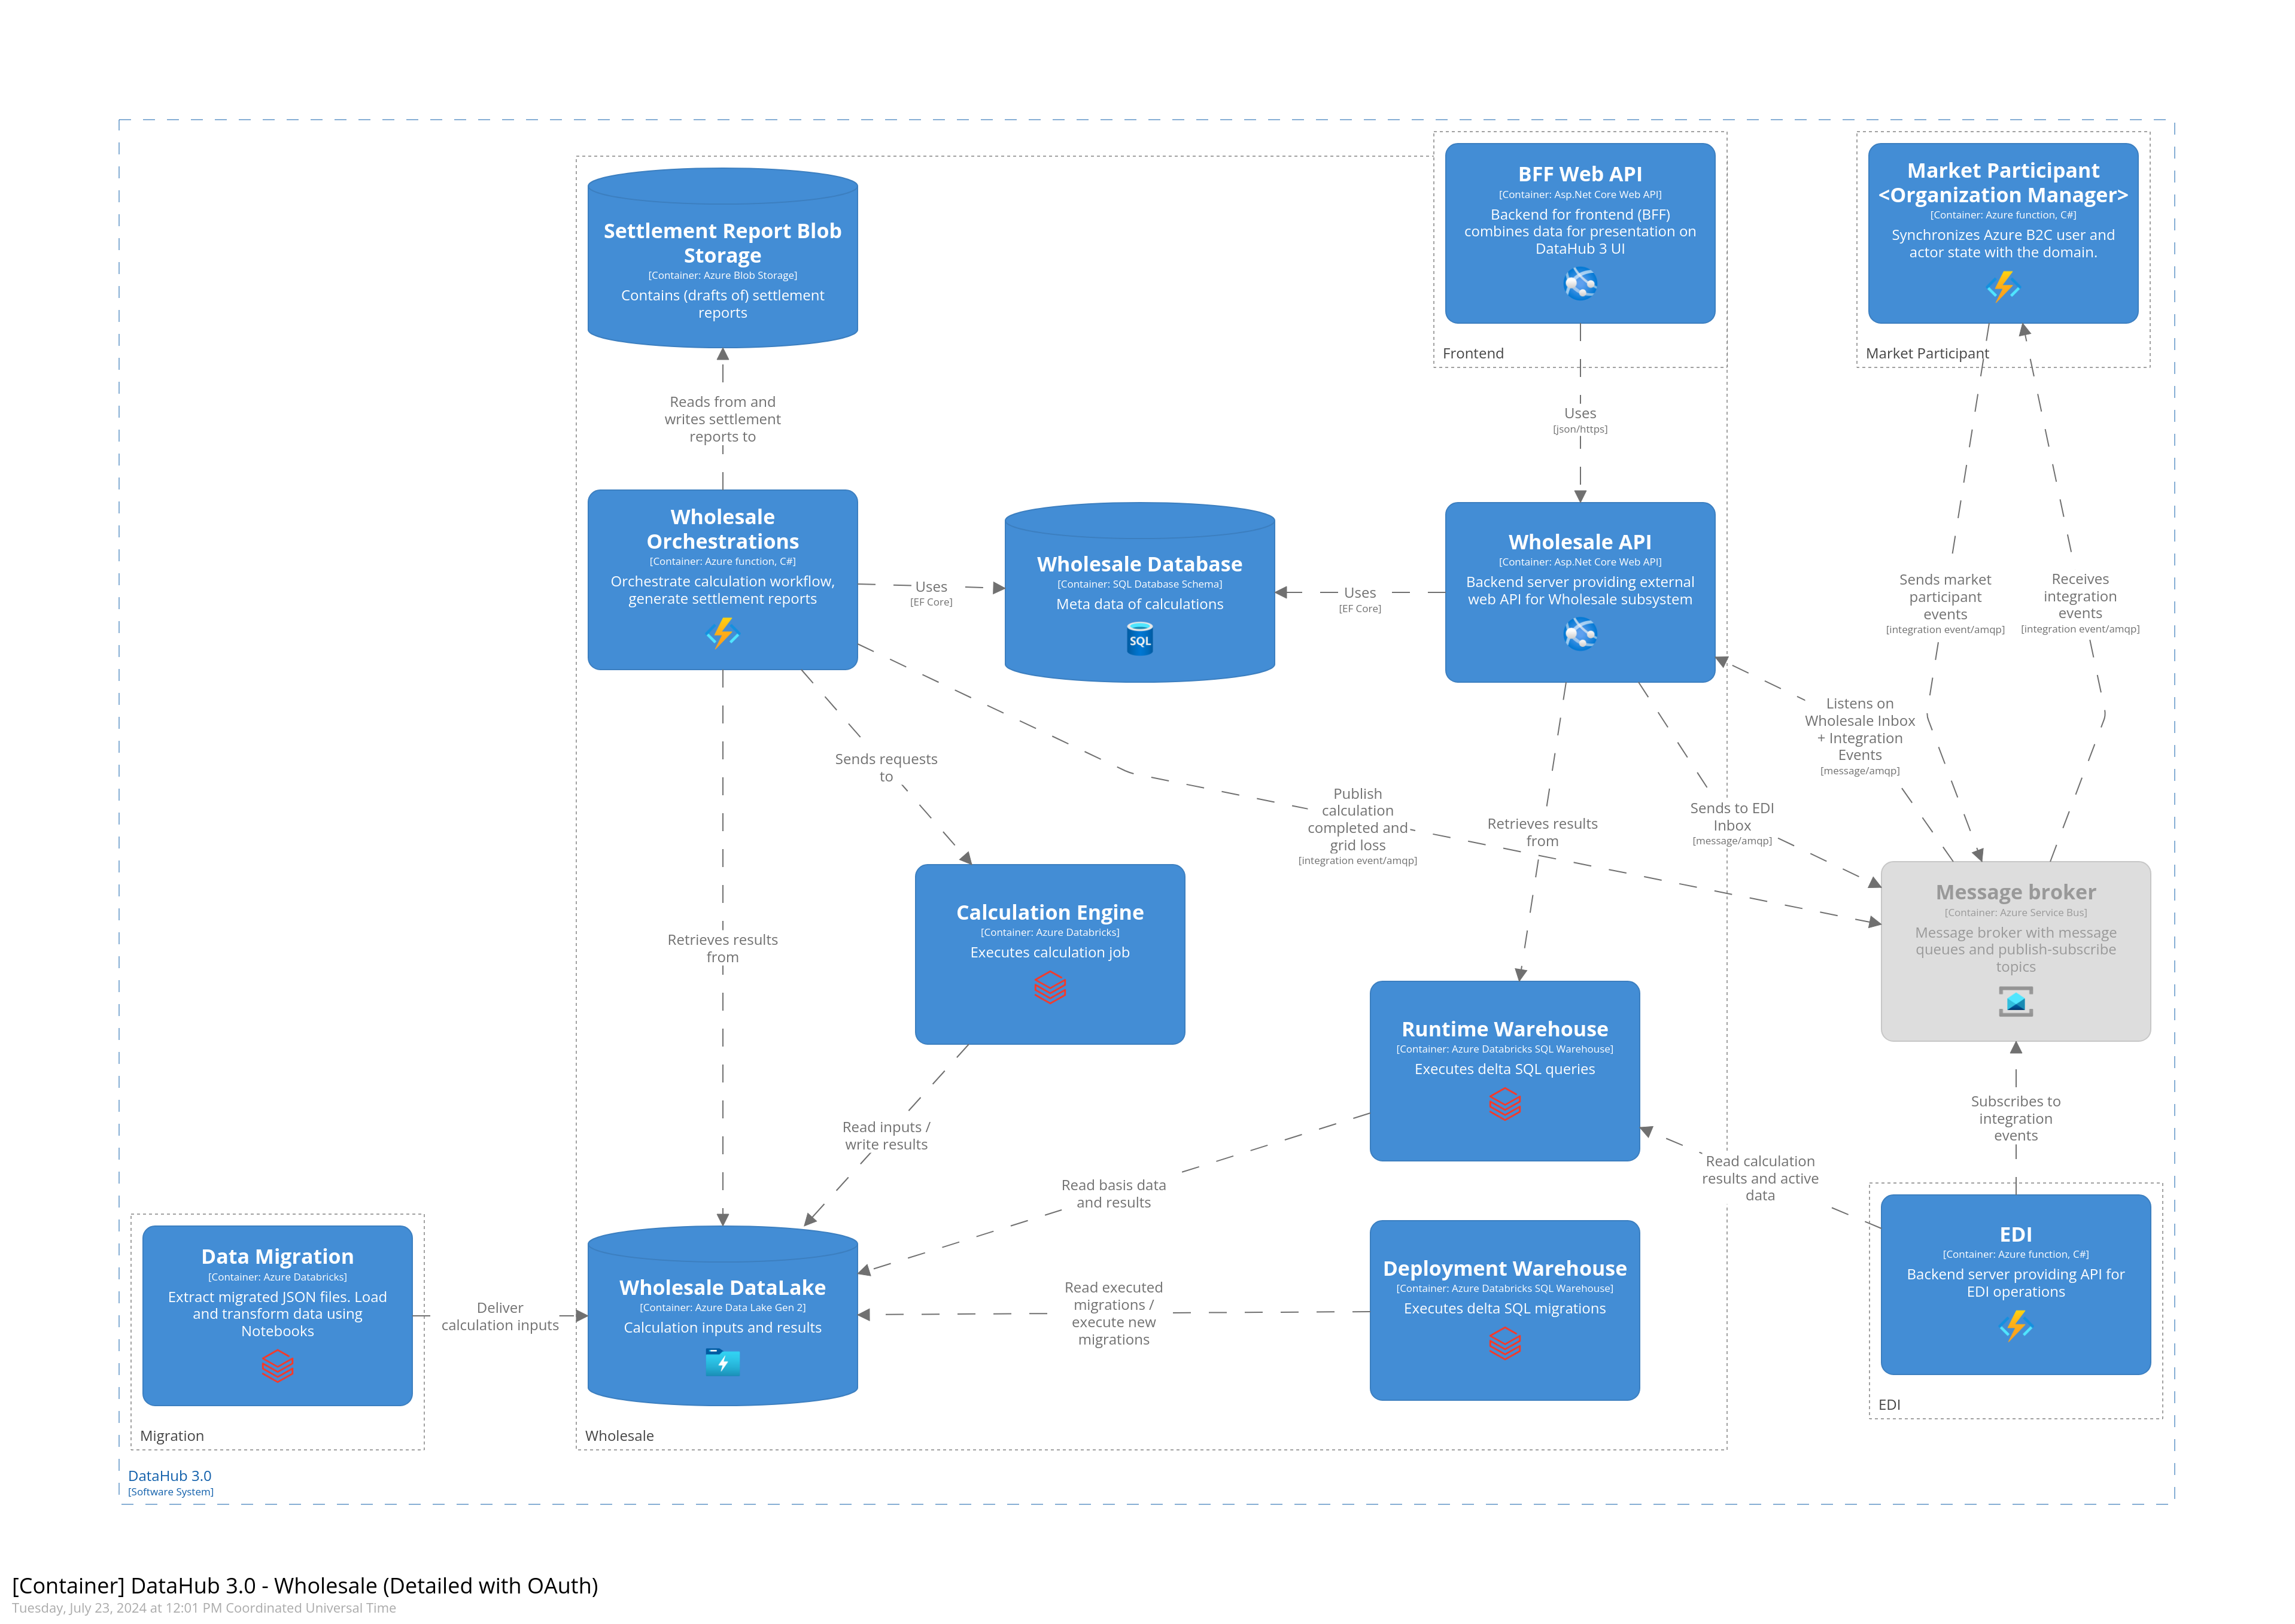 Settlement Report Blob
Storage
[Container: Azure Blob Storage]
Contains (drafts of) settlement
reports
BFF Web API
[Container: Asp.Net Core Web API]
Backend for frontend (BFF)
combines data for presentation on
DataHub 3 UI
Frontend
Market Participant
<Organization Manager>
[Container: Azure function, C#]
Synchronizes Azure B2C user and
actor state with the domain.
Market Participant
Reads from and
writes settlement
reports to
Uses
[json/https]
Wholesale
Orchestrations
[Container: Azure function, C#]
Orchestrate calculation workflow,
generate settlement reports
Uses
[EF Core]
Wholesale Database
[Container: SQL Database Schema]
Meta data of calculations
SQL
Uses
[EF Core]
Wholesale API
[Container: Asp.Net Core Web API]
Backend server providing external
web API for Wholesale subsystem
Sends market
participant
events
[integration event/amqp]
Receives
integration
events
[integration event/amqp]
Listens on
Wholesale Inbox
+ Integration
Events
[message/amqp]
Sends requests
to
Publish
calculation
completed and
grid loss
[integration event/amqp]
Retrieves results
from
Sends to EDI
Inbox
[message/amqp]
Retrieves results
from
Calculation Engine
[Container: Azure Databricks]
Executes calculation job
Message broker
[Container: Azure Service Bus]
Message broker with message
queues and publish-subscribe
topics
Runtime Warehouse
[Container: Azure Databricks SQL Warehouse]
Executes delta SQL queries
Read inputs /
write results
Subscribes to
integration
events
Read basis data
and results
Read calculation
results and active
data
Data Migration
[Container: Azure Databricks]
Extract migrated JSON files. Load
and transform data using
Notebooks
Migration
Deliver
calculation inputs
Wholesale DataLake
[Container: Azure Data Lake Gen 2]
Calculation inputs and results
Read executed
migrations /
execute new
migrations
Deployment Warehouse
[Container: Azure Databricks SQL Warehouse]
Executes delta SQL migrations
EDI
[Container: Azure function, C#]
Backend server providing API for
EDI operations
EDI
Wholesale
DataHub 3.0
[Software System]
[Container] DataHub 3.0 - Wholesale (Detailed with OAuth)
Tuesday, July 23, 2024 at 12:01 PM Coordinated Universal Time